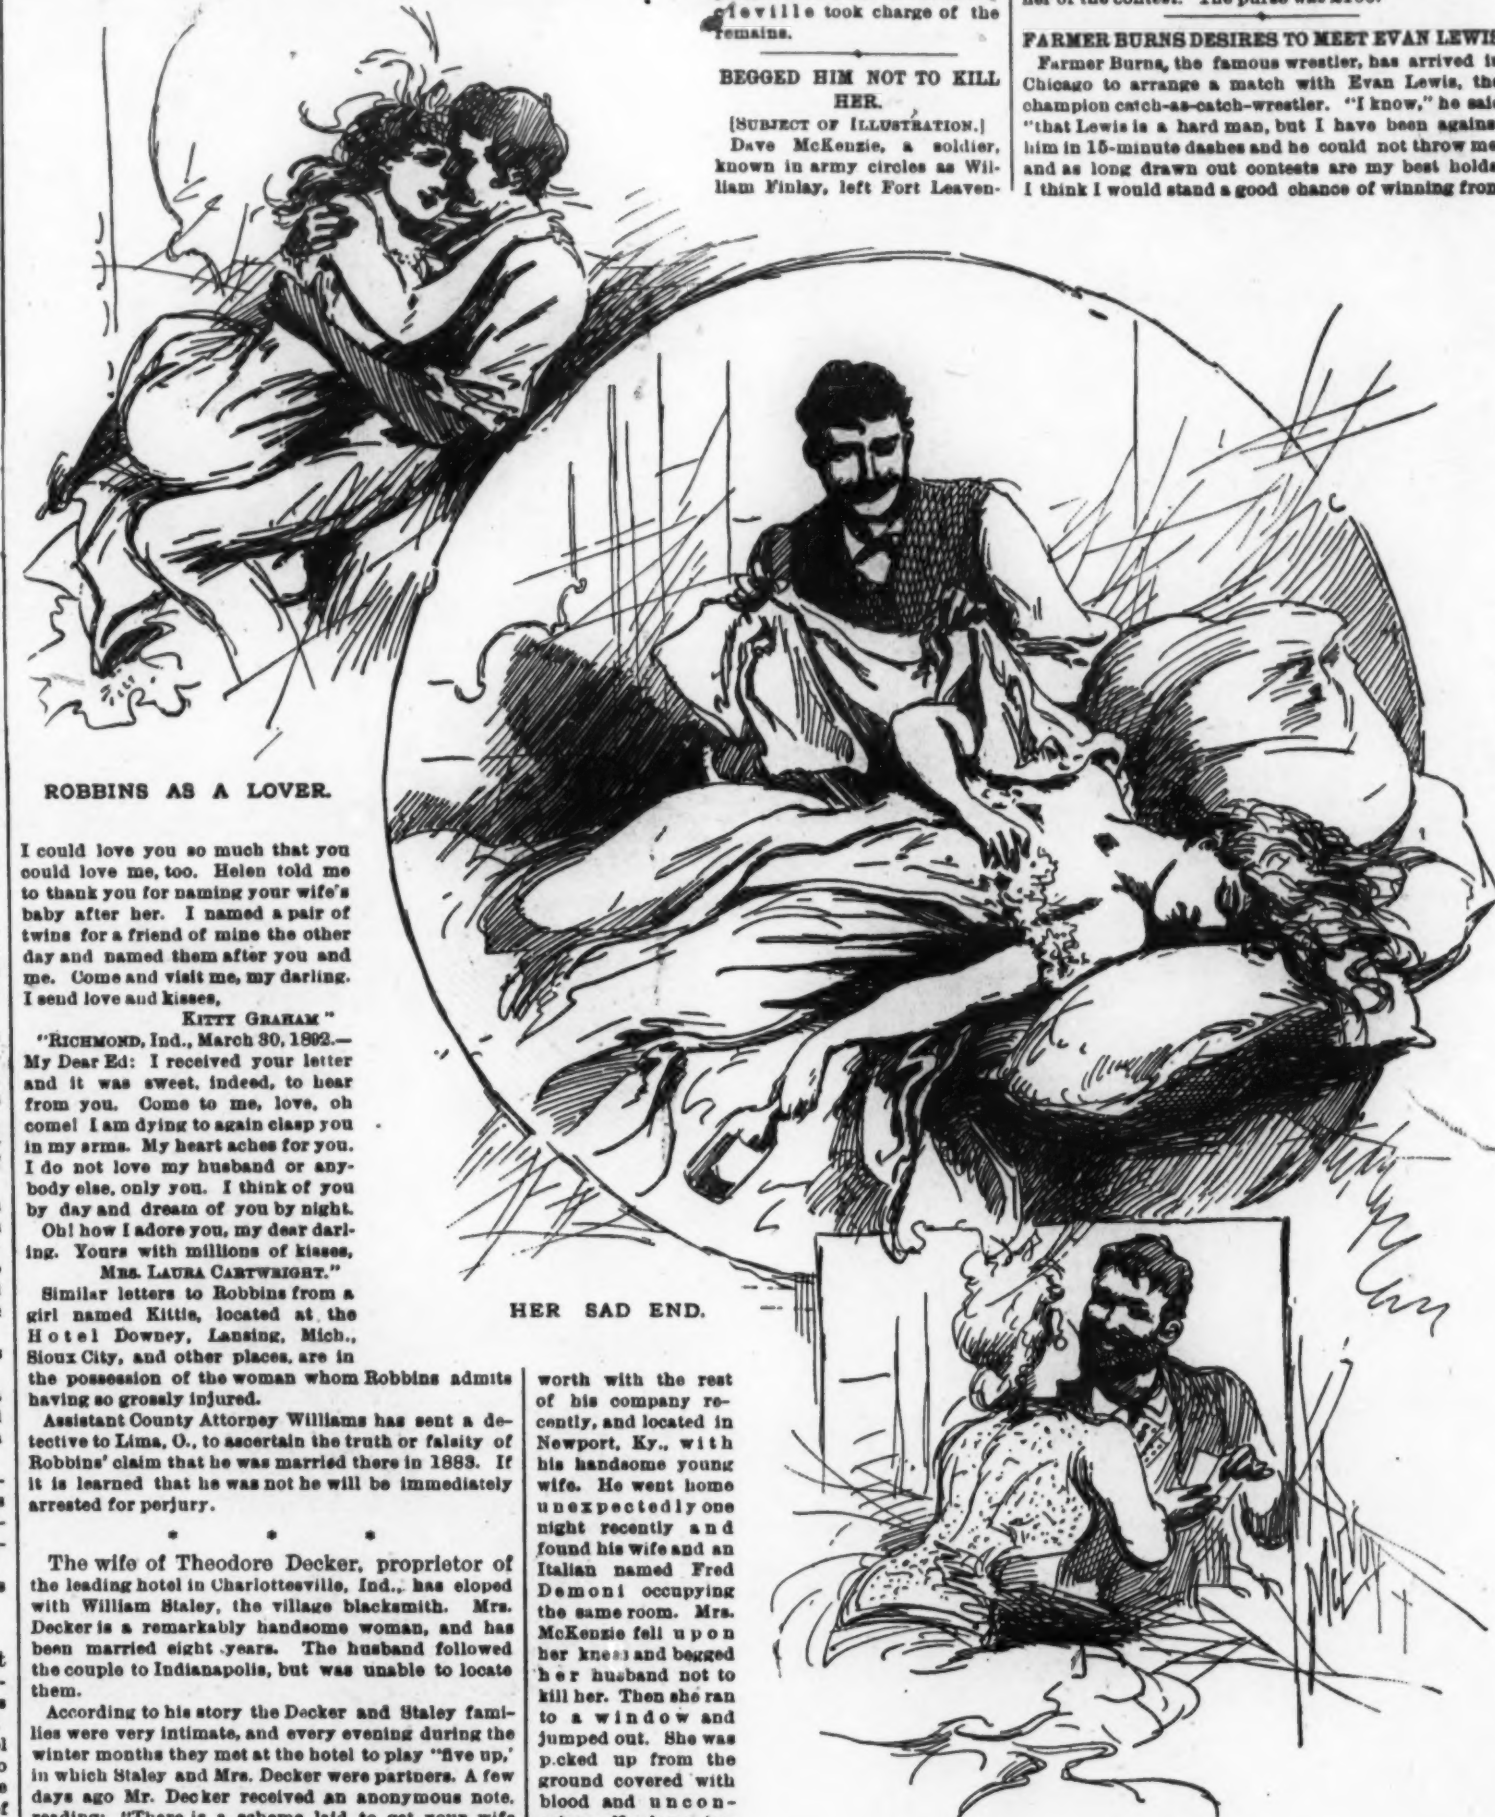 cieville took charge of the
remains.
BEGGED HIM NOT TO KILL
HER.
[SUBJECT OF ILLUSTRATION.]
Dave McKenzie, a soldier,
known in army circles as Wil-
liam Finlay, left Fort Leaven-
FARMER BURNS DESIRES TO MEET EVAN LEWIS
Farmer Burns, the famous wrestler, has arrived in
Chicago to arrange a match with Evan Lewis, the
champion catch-as-catch-wrestler. "I know," he said
"that Lewis is a hard man, but I have been against
him in 15-minute dashes and he could not throw me
and as long drawn out contests are my best holds
I think I would stand a good chance of winning from
ROBBINS AS A LOVER.
I could love you so much that you
could love me, too. Helen told me
to thank you for naming your wife's
baby after her. I named a pair of
twins for a friend of mine the other
day and named them after you and
me. Come and visit me, my darling.
I send love and kisses,
KITTY GRAHAM"
"RICHMOND, Ind., March 30, 1892.—
My Dear Ed: I received your letter
and it was sweet, indeed, to hear
from you. Come to me, love, oh
come! I am dying to again clasp you
in my arms. My heart aches for you.
I do not love my husband or any-
body else, only you. I think of you
by day and dream of you by night.
Oh! how I adore you, my dear darl-
ing. Yours with millions of kisses,
MRS. LAURA CARTWRIGHT."
Similar letters to Robbins from a
girl named Kittie, located at the
Hotel Downey, Lansing, Mich.,
Sioux City, and other places, are in
the possession of the woman whom Robbins admits
having so grossly injured.
Assistant County Attorney Williams has sent a de-
tective to Lima, O., to ascertain the truth or falsity of
Robbins' claim that he was married there in 1883. If
it is learned that he was not he will be immediately
arrested for perjury.
* * *
The wife of Theodore Decker, proprietor of
the leading hotel in Charlottesville, Ind., has eloped
with William Staley, the village blacksmith. Mrs.
Decker is a remarkably handsome woman, and has
been married eight years. The husband followed
the couple to Indianapolis, but was unable to locate
them.
According to his story the Decker and Staley fami-
lies were very intimate, and every evening during the
winter months they met at the hotel to play "five up,'
in which Staley and Mrs. Decker were partners. A few
days ago Mr. Decker received an anonymous note,
HER SAD END.
worth with the rest
of his company re-
cently, and located in
Newport, Ky., with
his handsome young
wife. He went home
unexpectedly one
night recently and
found his wife and an
Italian named Fred
Demoni occupying
the same room. Mrs.
McKenzie fell upon
her knees and begged
her husband not to
kill her. Then she ran
to a window and
jumped out. She was
p.cked up from the
ground covered with
blood and uncon-
McEvoy